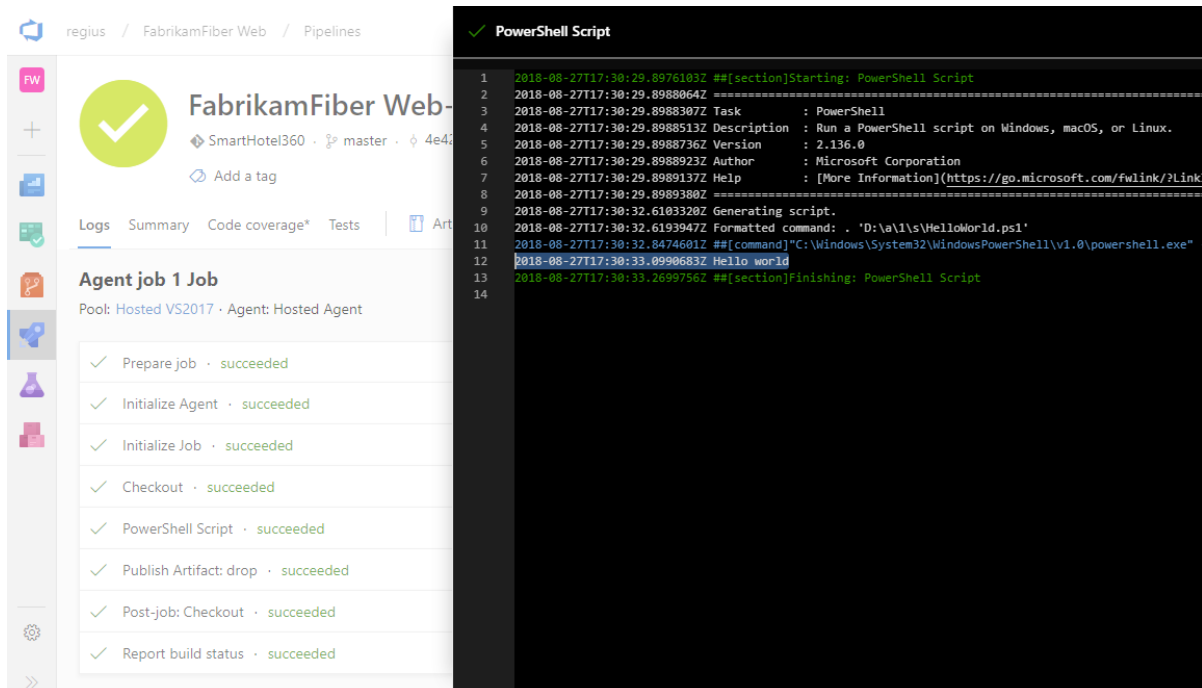 regius / FabrikamFiber Web / Pipelines
FW
FabrikamFiber Web-
SmartHotel360 · master ·
Add a tag
Logs Summary Code coverage* Tests
Agent job 1 Job
Pool: Hosted VS2017 · Agent: Hosted Agent
Prepare job · succeeded
Initialize Agent · succeeded
Initialize Job · succeeded
Checkout · succeeded
PowerShell Script · succeeded
Publish Artifact: drop · succeeded
Post-job: Checkout · succeeded
Report build status · succeeded
PowerShell Script
1 2018-08-27T17:30:29.8976103Z ##[section]Starting: PowerShell Script
2 2018-08-27T17:30:29.8988064Z ==============================================================================
3 2018-08-27T17:30:29.8988307Z Task : PowerShell
4 2018-08-27T17:30:29.8988513Z Description : Run a PowerShell script on Windows, macOS, or Linux.
5 2018-08-27T17:30:29.8988736Z Version : 2.136.0
6 2018-08-27T17:30:29.8988923Z Author : Microsoft Corporation
7 2018-08-27T17:30:29.8989137Z Help : [More Information](https://go.microsoft.com/fwlink/?Link
8 2018-08-27T17:30:29.8989380Z ==============================================================================
9 2018-08-27T17:30:32.6103320Z Generating script.
10 2018-08-27T17:30:32.6193947Z Formatted command: . 'D:\a\1\s\HelloWorld.ps1'
11 2018-08-27T17:30:32.8474601Z ##[command]"C:\Windows\System32\WindowsPowerShell\v1.0\powershell.exe"
12 2018-08-27T17:30:33.0990683Z Hello world
13 2018-08-27T17:30:33.2699756Z ##[section]Finishing: PowerShell Script
14